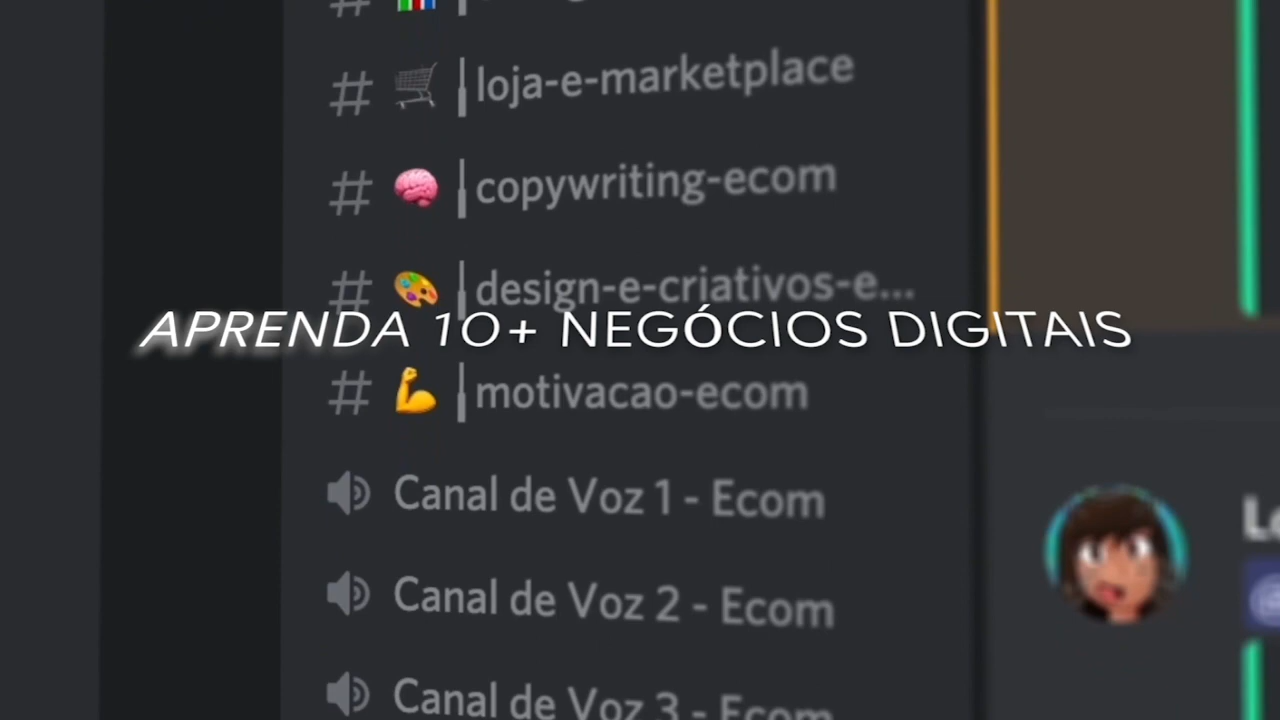 # 🛒 | loja-e-marketplace
# 🧠 | copywriting-ecom
# 🎨 | design-e-criativos-e...
APRENDA 10+ NEGÓCIOS DIGITAIS
# 💪 | motivacao-ecom
Canal de Voz 1 - Ecom
Canal de Voz 2 - Ecom
Canal de Voz 3 - Ecom